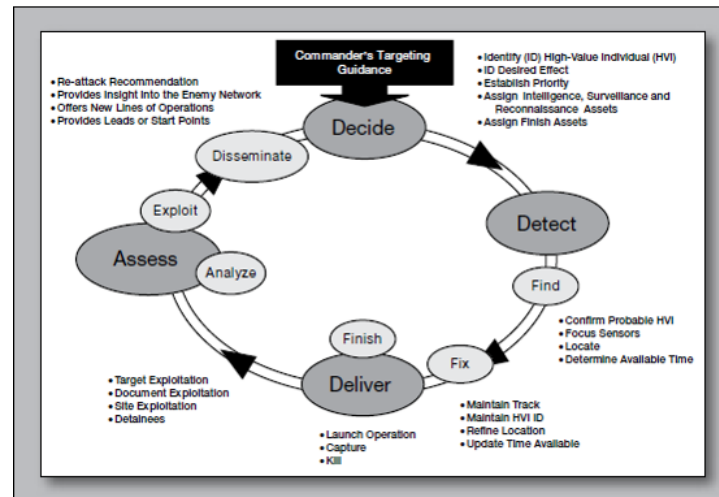 Commander's Targeting
Guidance
• Re-attack Recommendation
• Provides Insight Into the Enemy Network
• Offers New Lines of Operations
• Provides Leads or Start Points
• Identify (ID) High-Value Individual (HVI)
• ID Desired Effect
• Establish Priority
• Assign Intelligence, Surveillance and
Reconnaissance Assets
• Assign Finish Assets
Decide
Disseminate
Exploit
Detect
Assess
Analyze
Find
• Confirm Probable HVI
• Focus Sensors
• Locate
• Determine Available Time
Finish
Fix
Deliver
• Target Exploitation
• Document Exploitation
• Site Exploitation
• Detainees
• Maintain Track
• Maintain HVI ID
• Refine Location
• Update Time Available
• Launch Operation
• Capture
• Kill